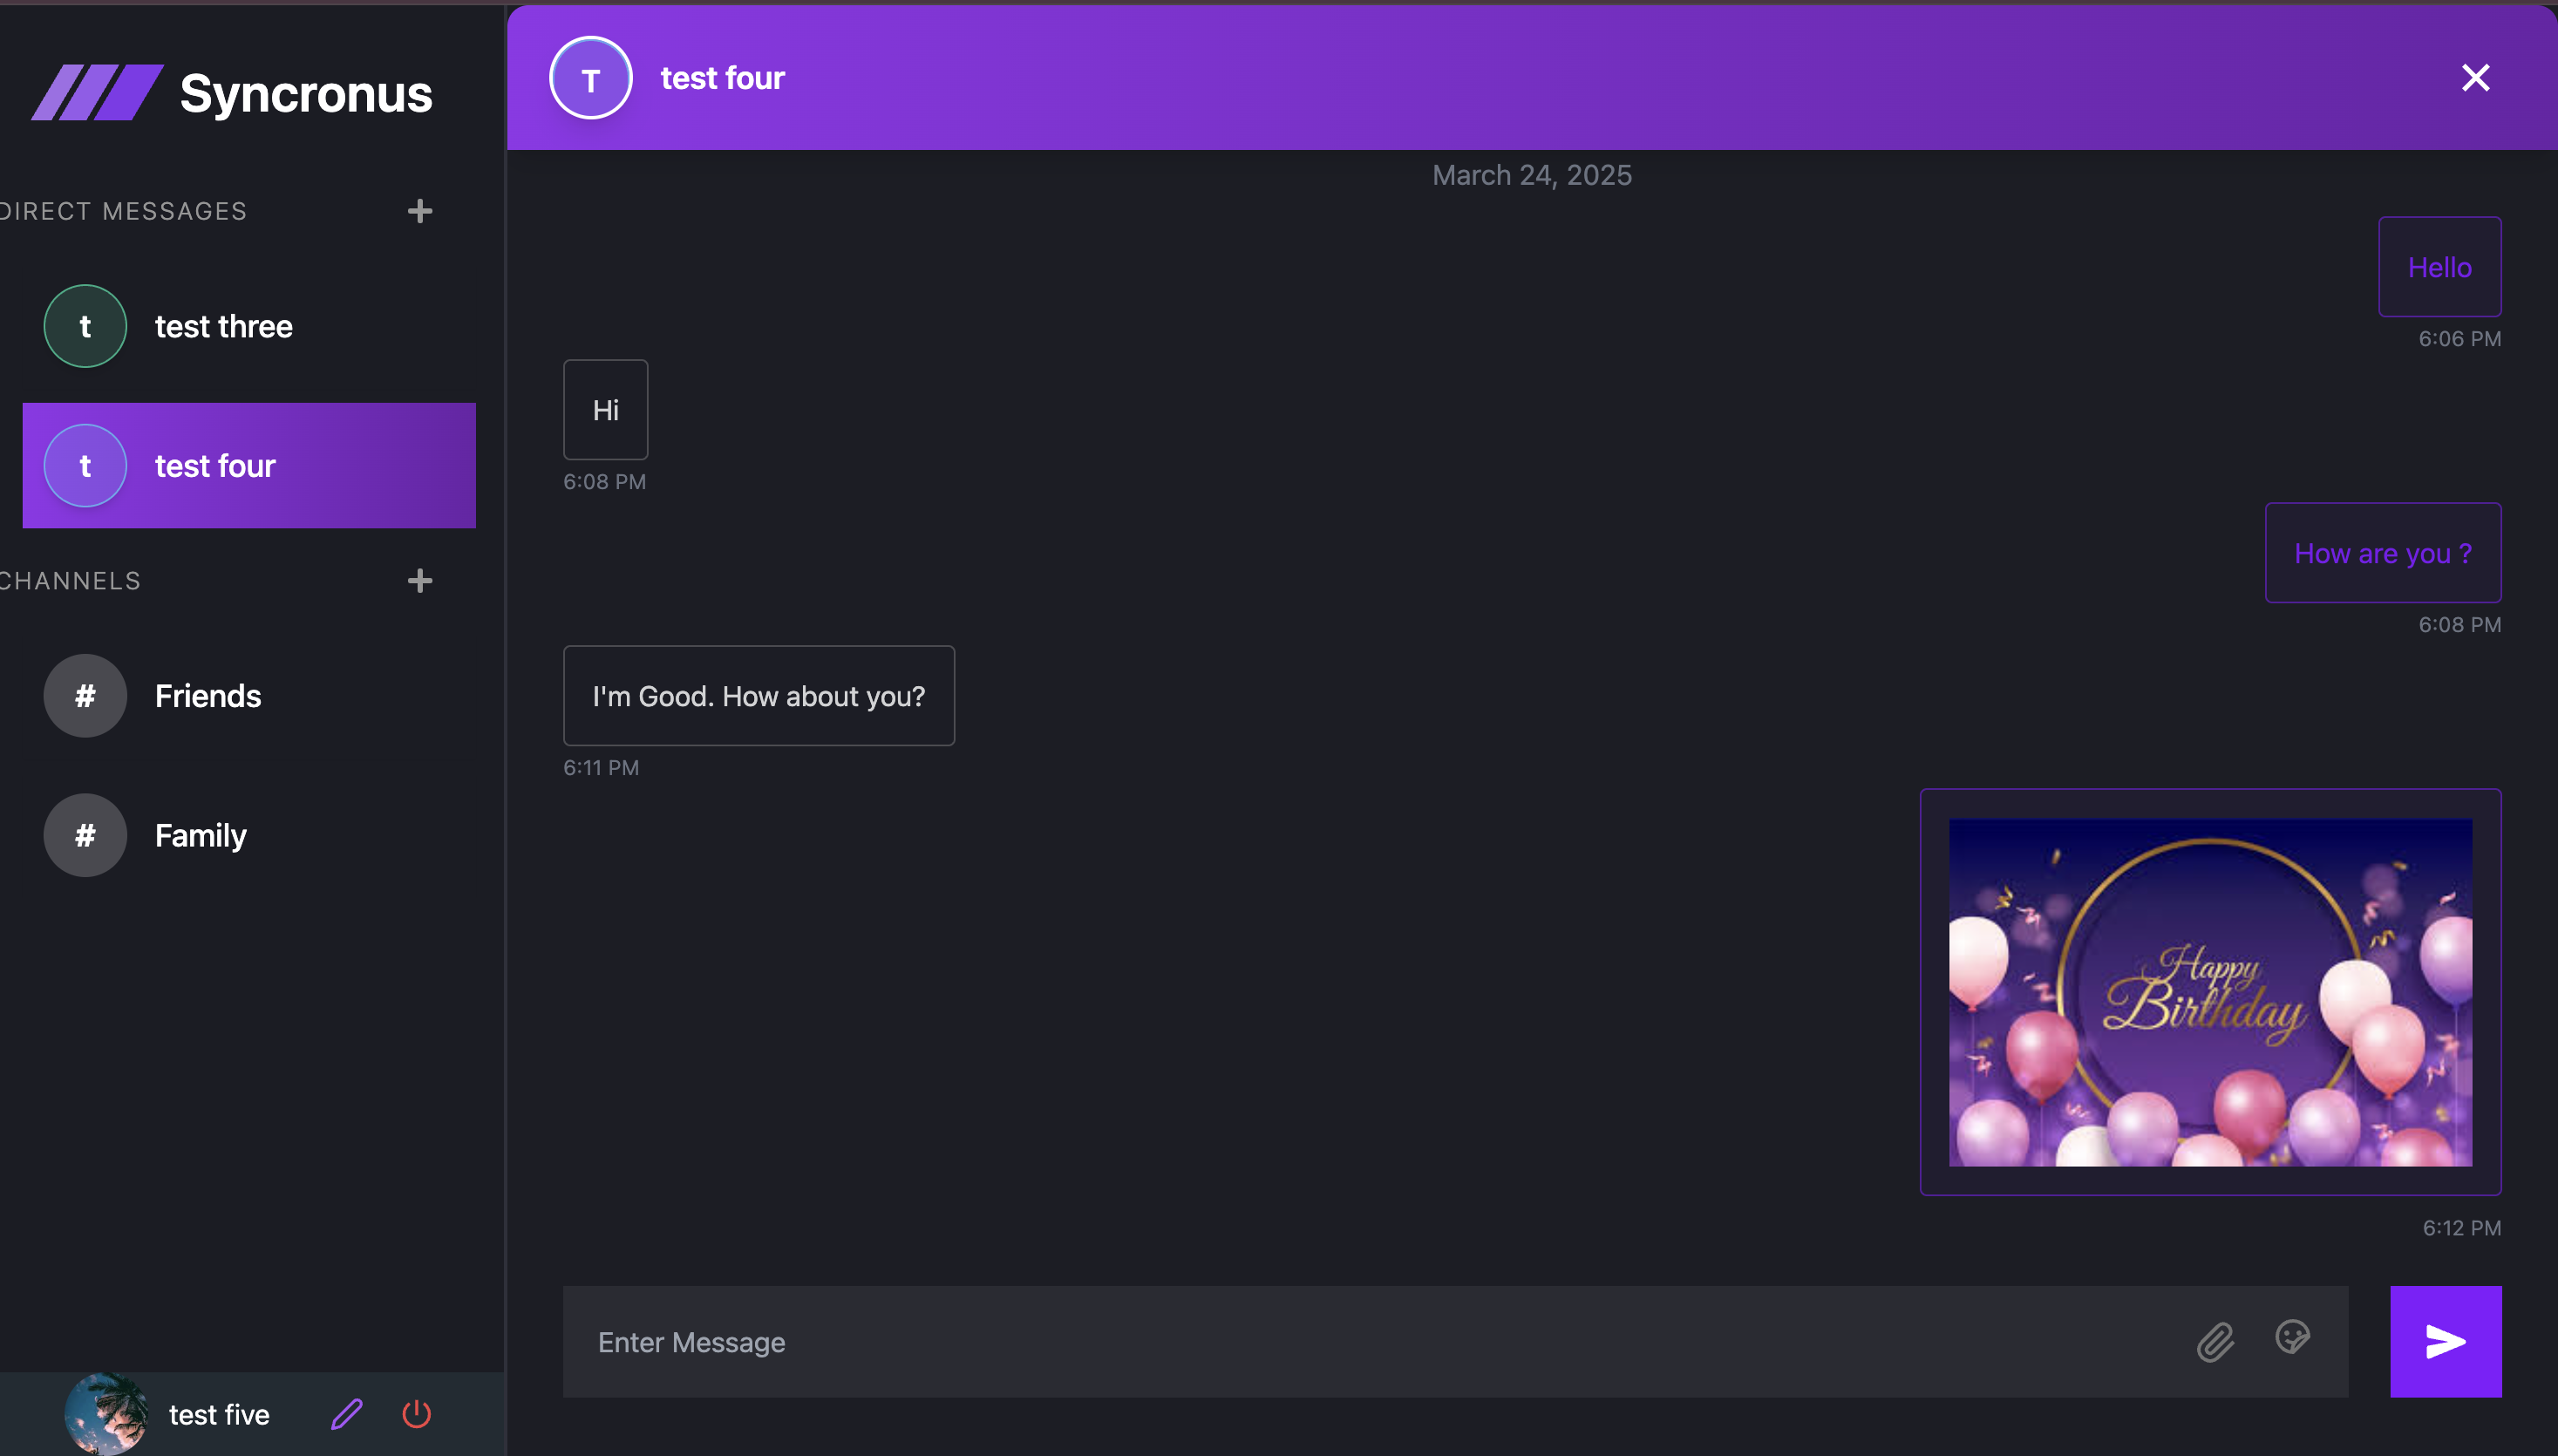 Syncronus
DIRECT MESSAGES
t
test three
t
test four
CHANNELS
#
Friends
#
Family
test five
T
test four
March 24, 2025
Hello
6:06 PM
Hi
6:08 PM
How are you ?
6:08 PM
I'm Good. How about you?
6:11 PM
Happy
Birthday
6:12 PM
Enter Message